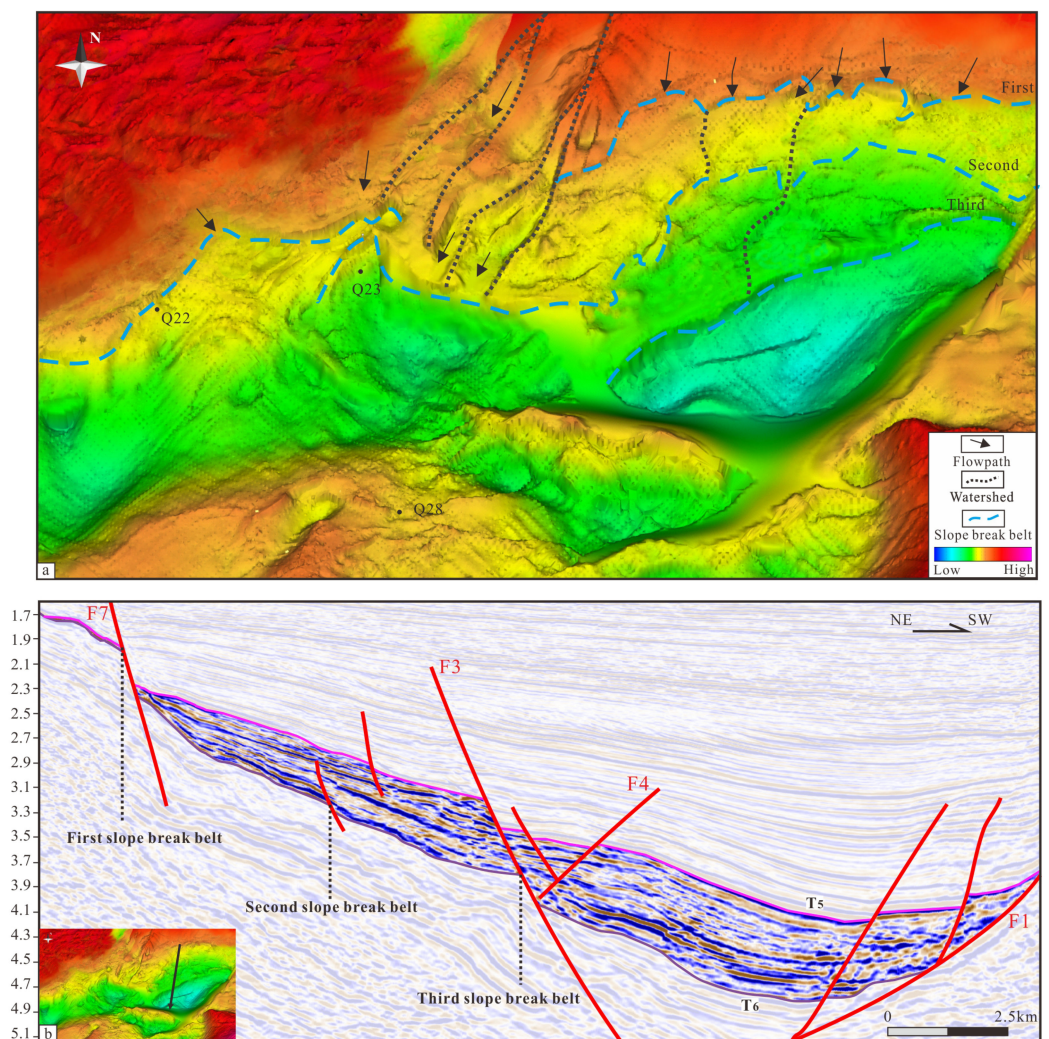 N
First
Second
Third
Q23
Q22
Q28
Flowpath
Watershed
Slope break belt
Low High
a
1.7
2.1
2.3
2.5
2.7
2.9
3.1
3.3
3.5
3.7
3.9
4.1
4.3
4.5
4.7
4.9
5.1
F7
NE SW
F3
F4
First slope break belt
Second slope break belt
T5
F1
Third slope break belt
T6
b
0 2.5km